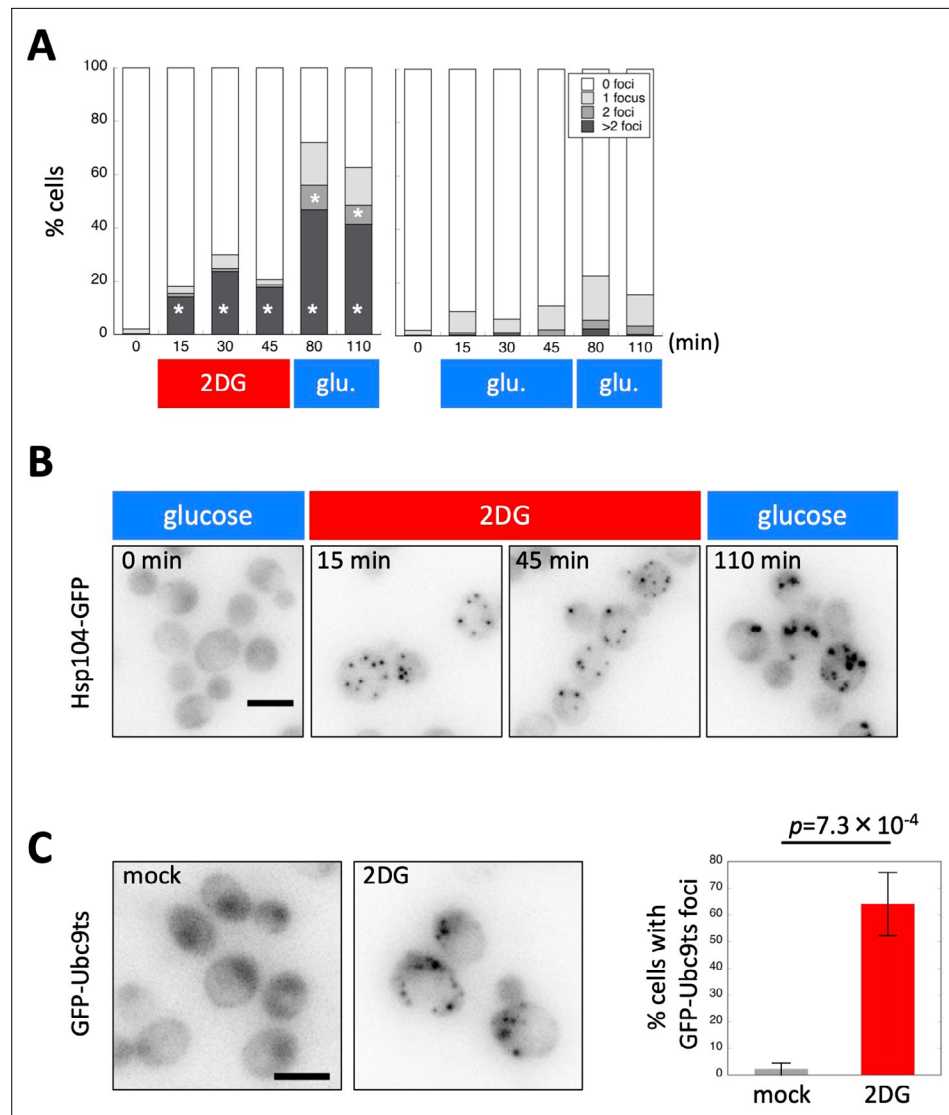 A
% cells
100
80
60
40
20
0
* * * * * * *
0 15 30 45 80 110
2DG glu.
0 foci
1 focus
2 foci
>2 foci
0 15 30 45 80 110 (min)
glu. glu.
B
glucose 2DG glucose
Hsp104-GFP
0 min 15 min 45 min 110 min
C
GFP-Ubc9ts
mock 2DG
p=7.3×10-4
% cells with
GFP-Ubc9ts foci
80
70
60
50
40
30
20
10
0
mock 2DG